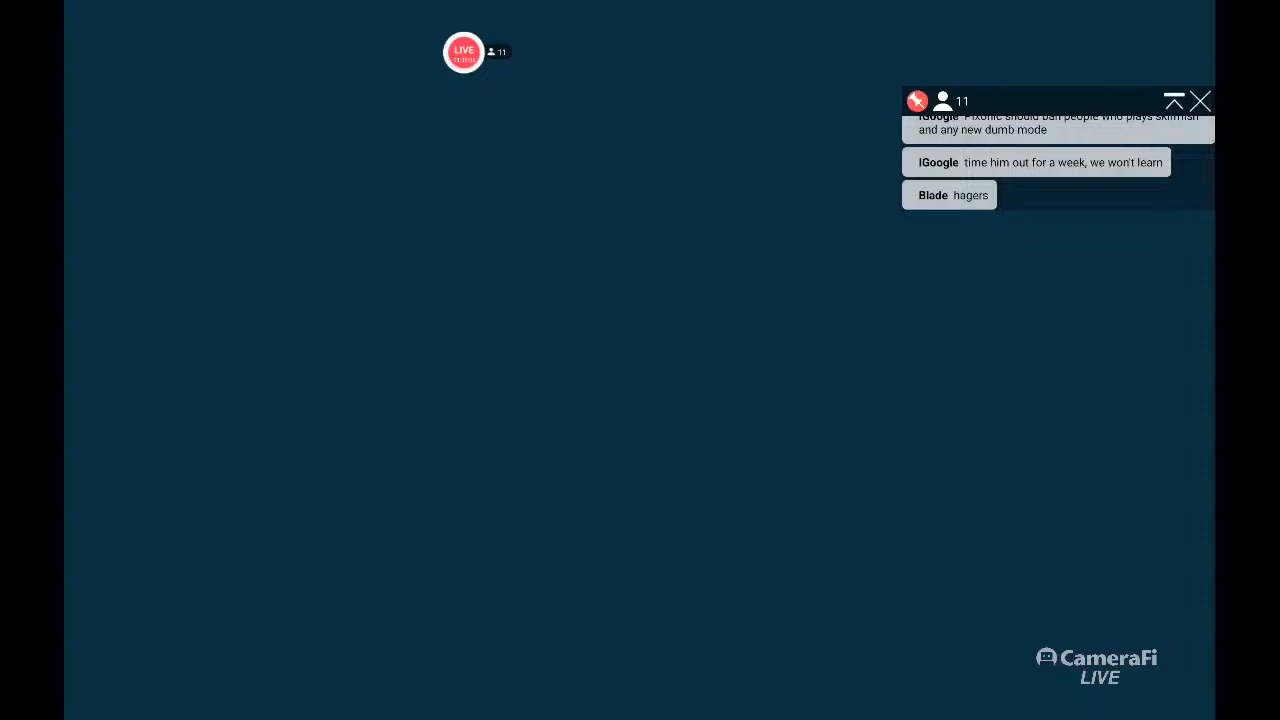 LIVE
11
11
IGoogle Pixonic should ban people who plays skirmish
and any new dumb mode
IGoogle time him out for a week, we won't learn
Blade hagers
CameraFi
LIVE